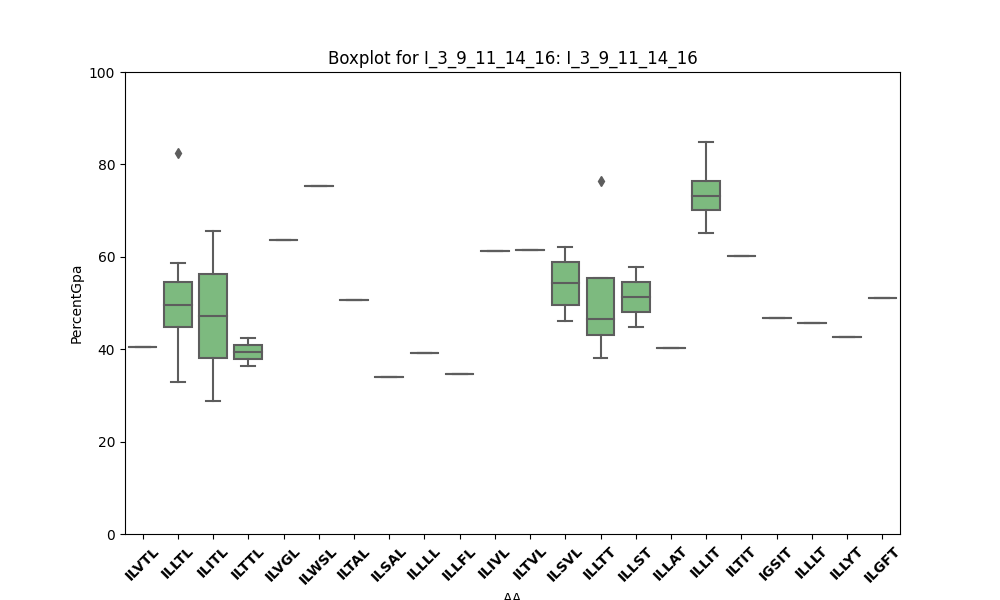 Boxplot for I_3_9_11_14_16: I_3_9_11_14_16
100
80
60
40
20
0
PercentGpa
ILVTL ILLTL ILITL ILTTL ILVGL ILWSL ILTAL ILSAL ILLLL ILLFL ILIVL ILTVL ILSVL ILLTT ILLST ILLAT ILLIT ILTIT IGSIT ILLLT ILLYT ILGFT
AA